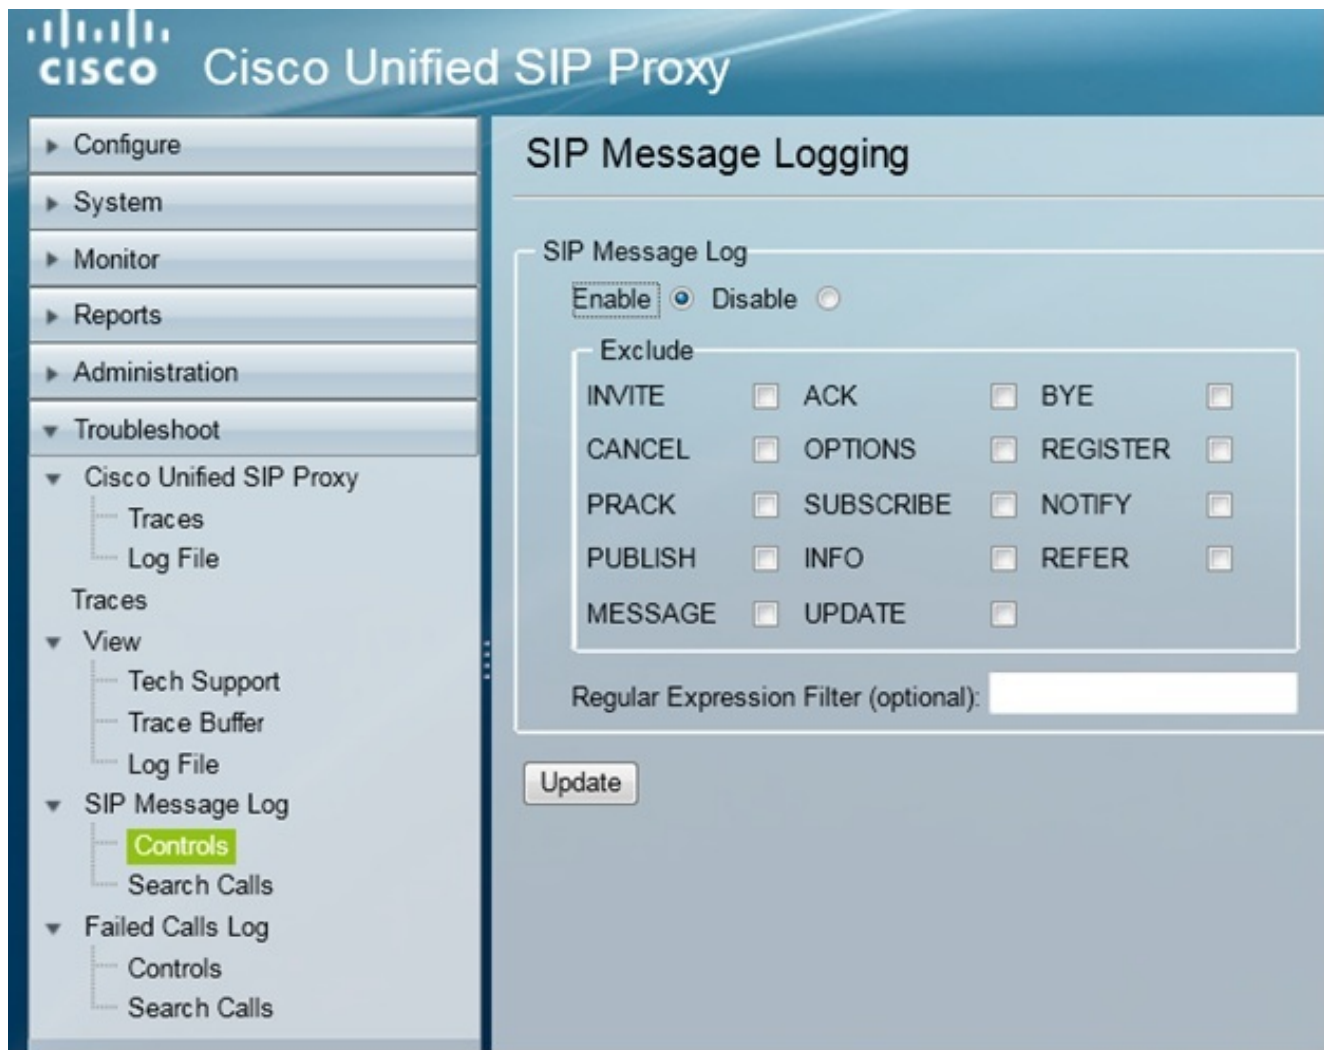 CISCO Cisco Unified SIP Proxy
Configure
System
Monitor
Reports
Administration
Troubleshoot
Cisco Unified SIP Proxy
Traces
Log File
Traces
View
Tech Support
Trace Buffer
Log File
SIP Message Log
Controls
Search Calls
Failed Calls Log
Controls
Search Calls
SIP Message Logging
SIP Message Log
Enable Disable
Exclude
INVITE ACK BYE
CANCEL OPTIONS REGISTER
PRACK SUBSCRIBE NOTIFY
PUBLISH INFO REFER
MESSAGE UPDATE
Regular Expression Filter (optional):
Update